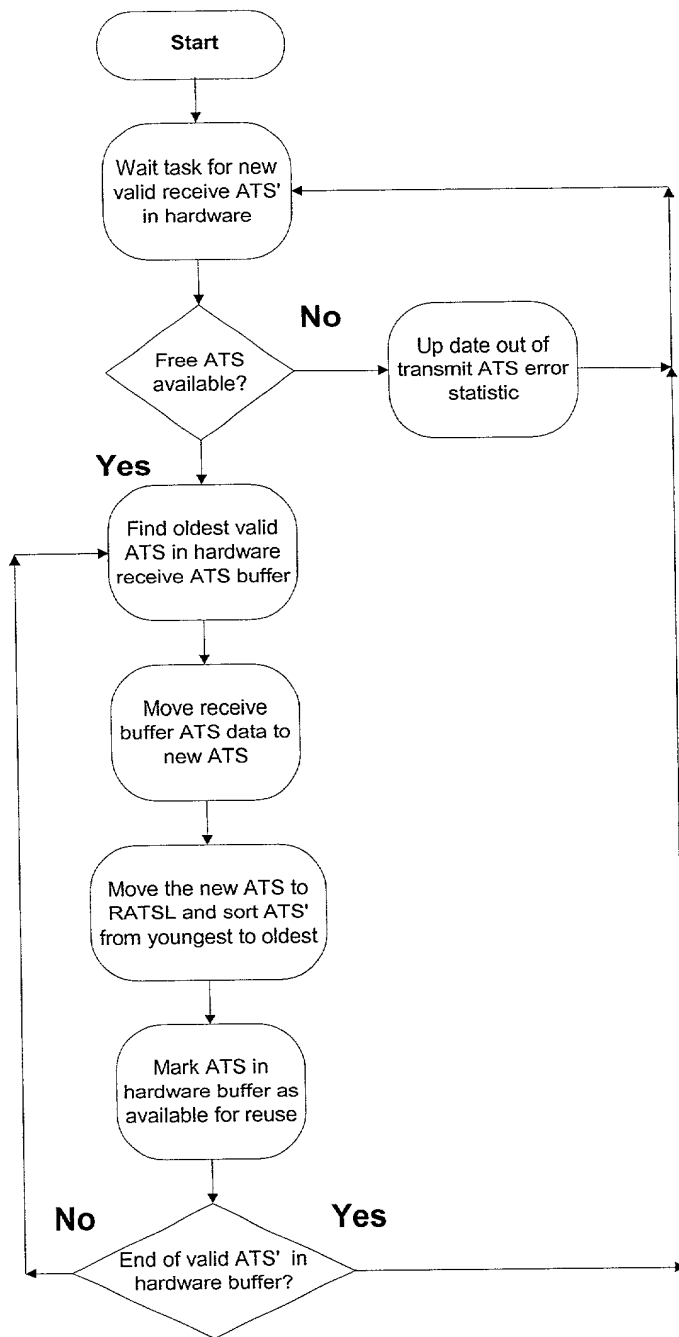 Start
Wait task for new
valid receive ATS'
in hardware
No
Free ATS
available?
Up date out of
transmit ATS error
statistic
Yes
Find oldest valid
ATS in hardware
receive ATS buffer
Move receive
buffer ATS data to
new ATS
Move the new ATS to
RATSL and sort ATS'
from youngest to oldest
Mark ATS in
hardware buffer as
available for reuse
No
Yes
End of valid ATS' in
hardware buffer?